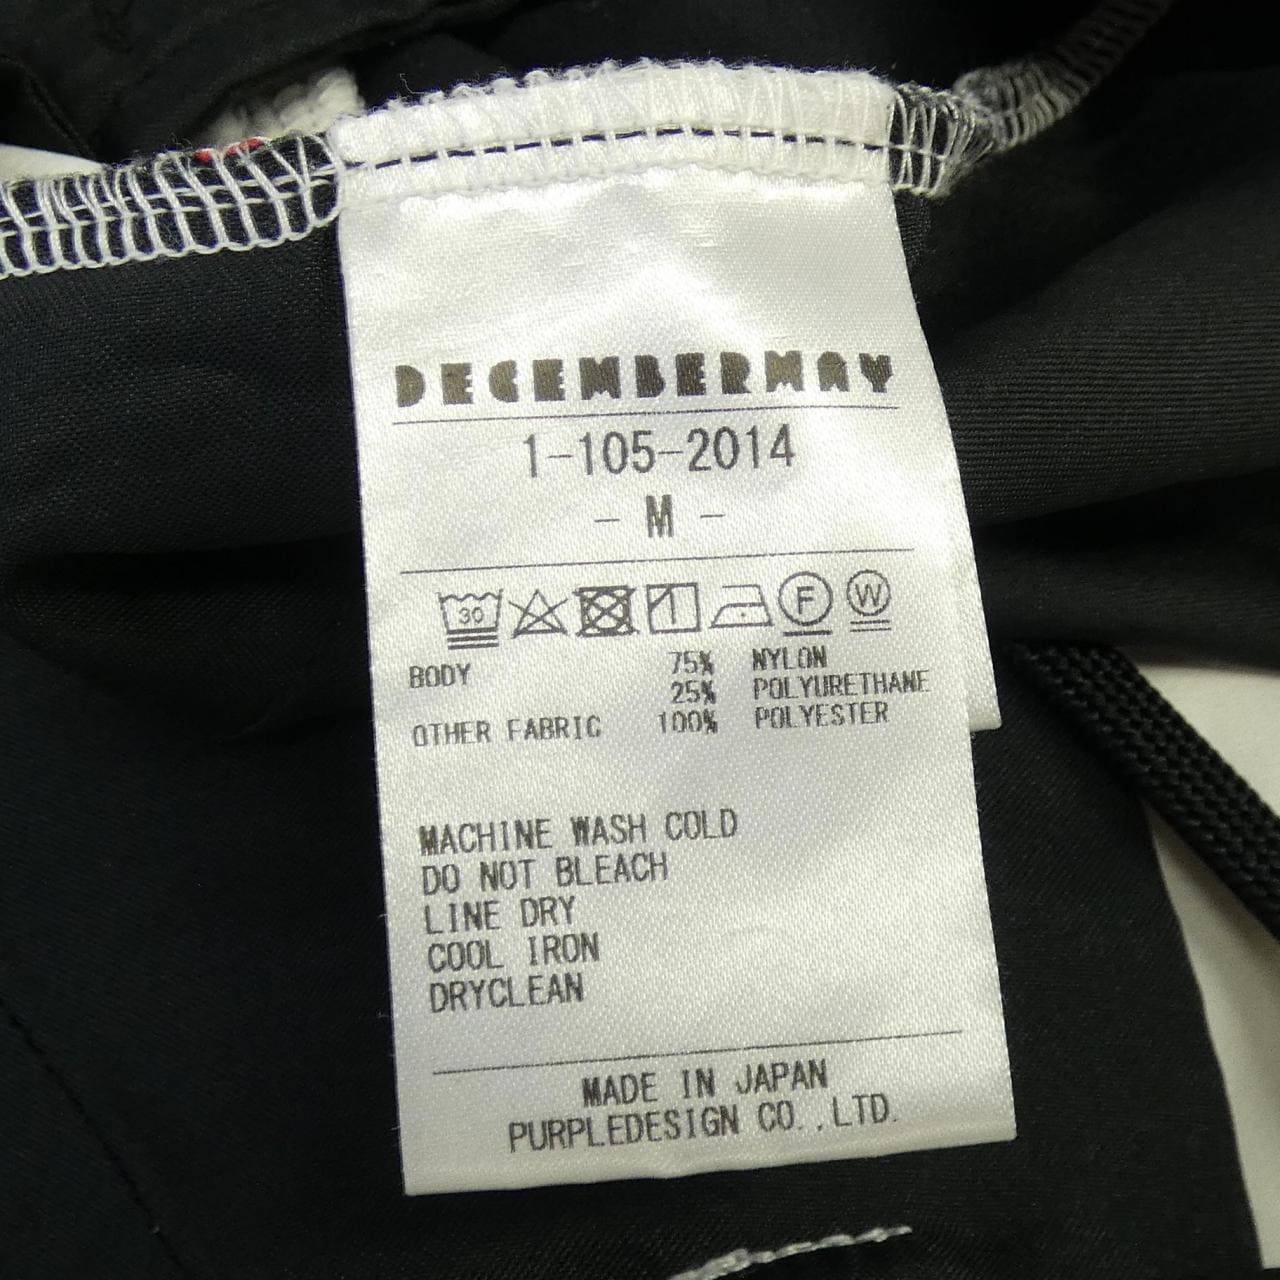 DECEMBERMAY
1-105-2014
- M -
30 F W
BODY 75% NYLON
25% POLYURETHANE
OTHER FABRIC 100% POLYESTER
MACHINE WASH COLD
DO NOT BLEACH
LINE DRY
COOL IRON
DRYCLEAN
MADE IN JAPAN
PURPLEDESIGN CO.,LTD.